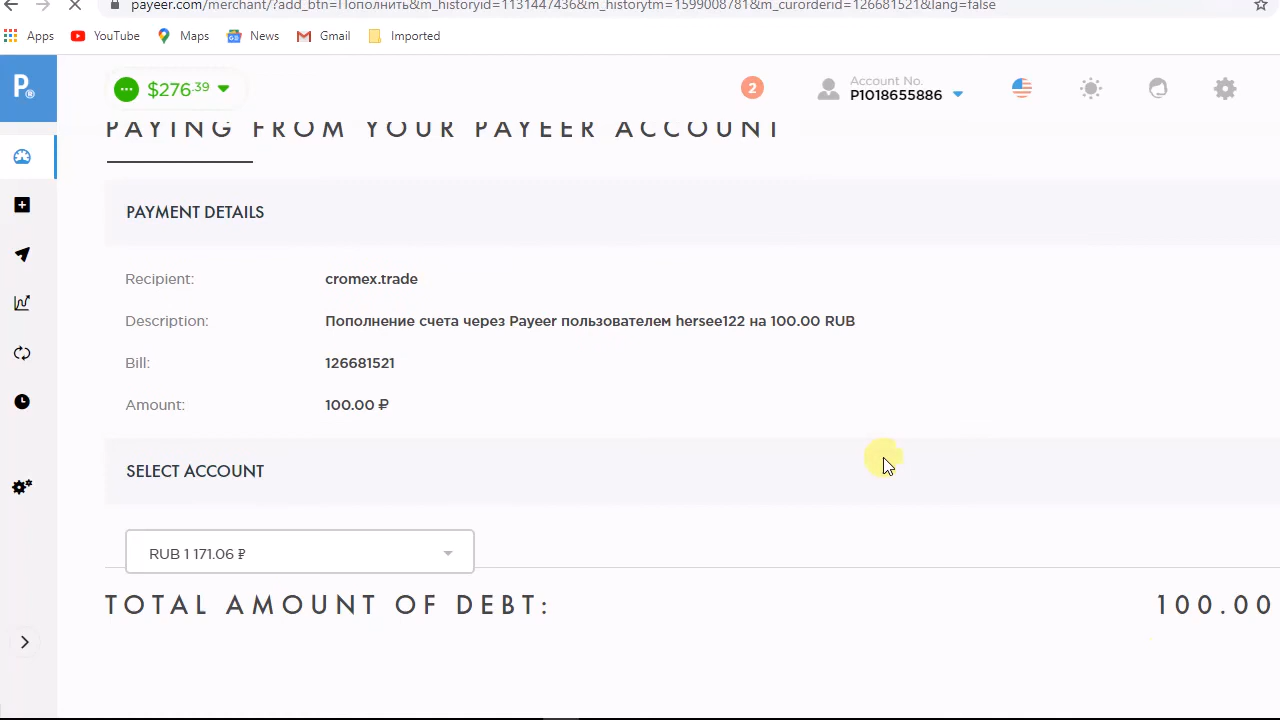 payeer.com/merchant/?add_btn=Пополнить&m_historyid=1131447436&m_historytm=1599008781&m_curorderid=126681521&lang=false
Apps YouTube Maps News Gmail Imported
P® $276.39 2 Account No.
P1018655886
PAYING FROM YOUR PAYEER ACCOUNT
PAYMENT DETAILS
Recipient: cromex.trade
Description: Пополнение счета через Payeer пользователем hersee122 на 100.00 RUB
Bill: 126681521
Amount: 100.00 ₽
SELECT ACCOUNT
RUB 1 171.06 ₽
TOTAL AMOUNT OF DEBT: 100.00